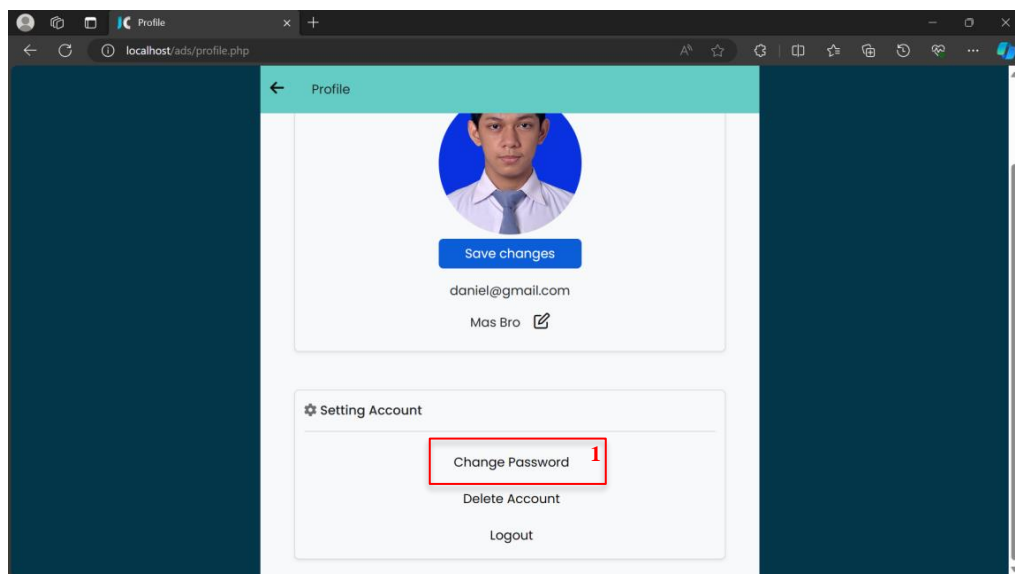 Profile
localhost/ads/profile.php
Profile
Save changes
daniel@gmail.com
Mas Bro
Setting Account
Change Password 1
Delete Account
Logout